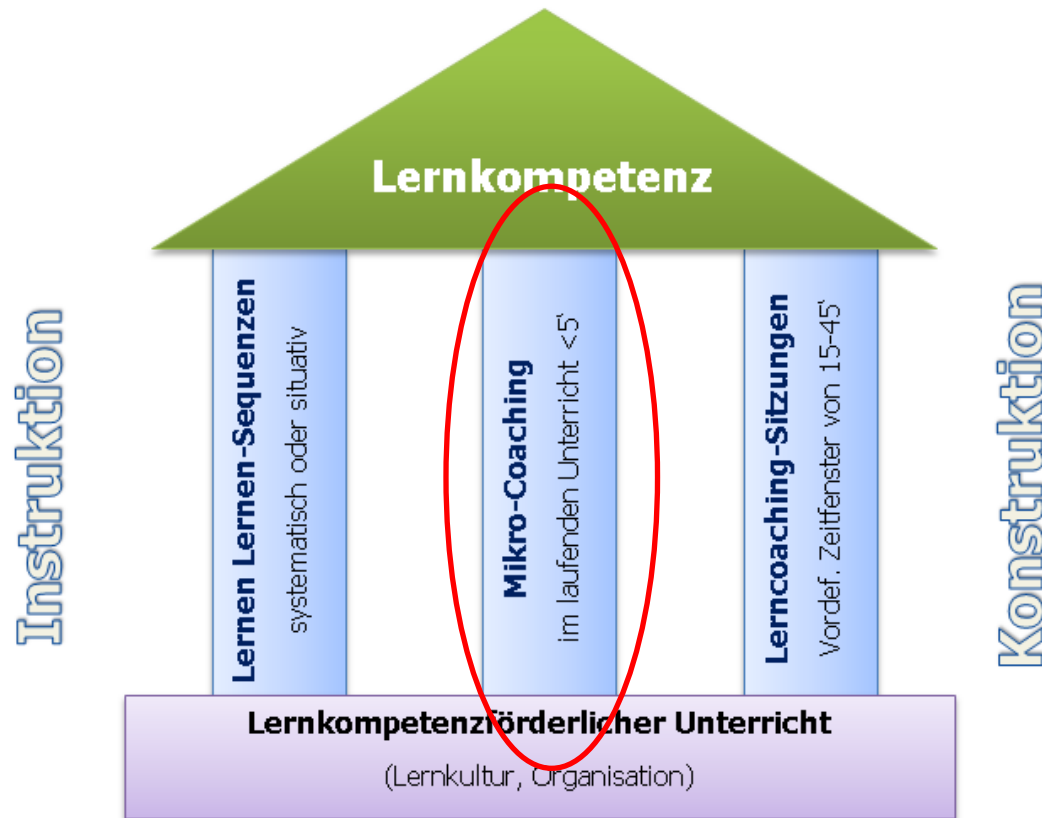 Lernkompetenz
Instruktion
Lernen Lernen-Sequenzen
systematisch oder situativ
Mikro-Coaching
im laufenden Unterricht <5'
Lerncoaching-Sitzungen
Vordef. Zeitfenster von 15-45'
Konstruktion
Lernkompetenzförderlicher Unterricht
(Lernkultur, Organisation)